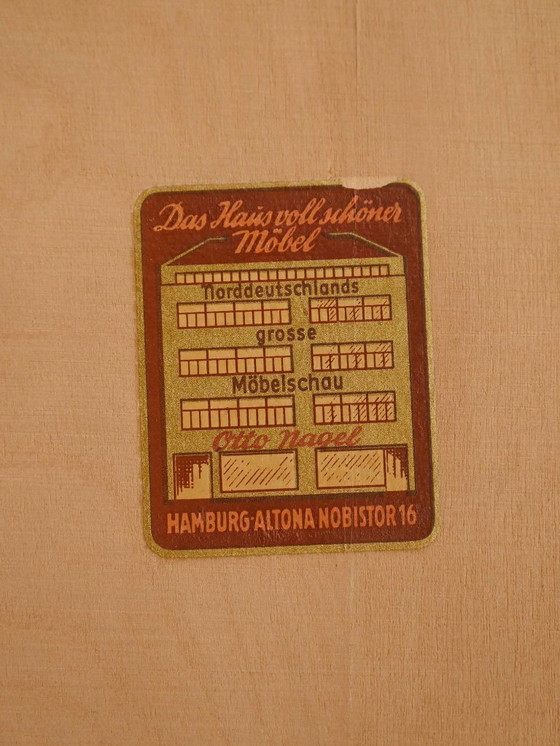 Das Haus voll schöner
Möbel
Norddeutschlands
grosse
Möbelschau
Otto Nagel
HAMBURG-ALTONA NOBISTOR 16